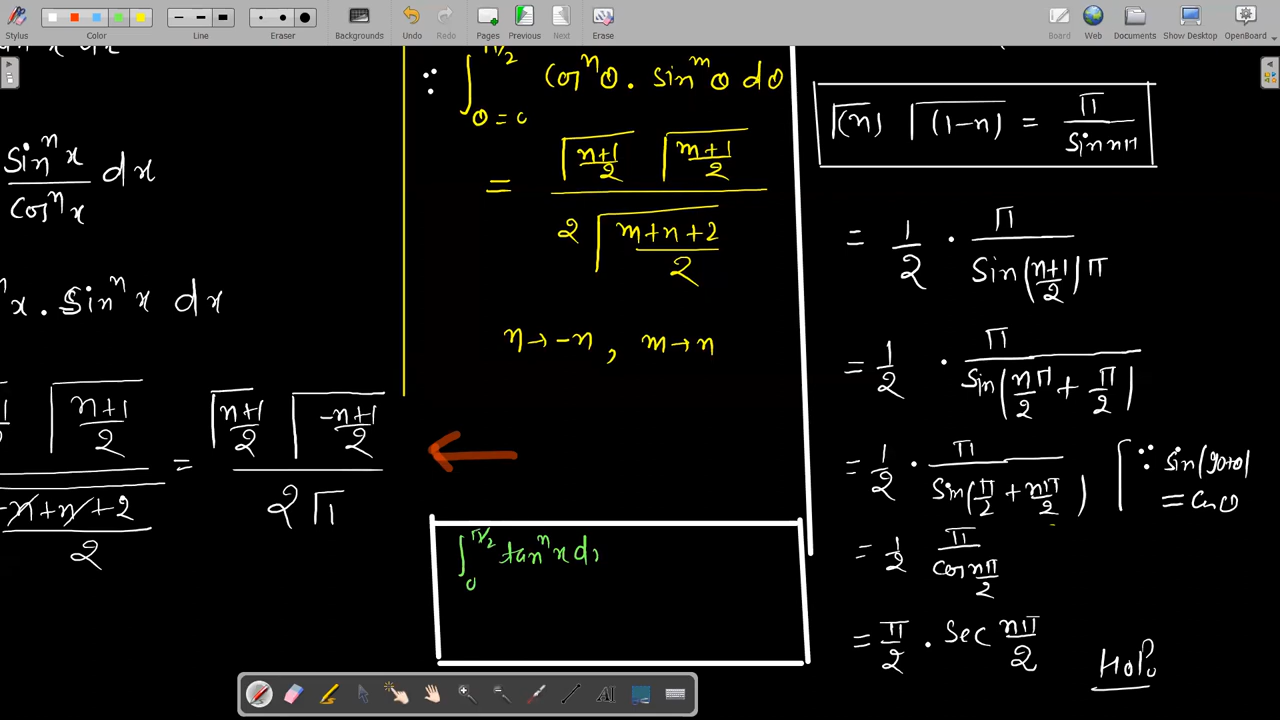 Stylus Color Line Eraser Backgrounds Undo Redo Pages Previous Next Erase Board Web Documents Show Desktop OpenBoard
Sinⁿx / Cosⁿx dx
ⁿx . Sinⁿx dx
Γ(n+1)/2 / (-n+n+2)/2 = Γ(n+1)/2 Γ(-n+1)/2 / 2Γ1
∵ ∫_{θ=0}^{π/2} Cosⁿθ . Sinᵐθ dθ
= Γ(n+1)/2 Γ(m+1)/2 / 2 Γ(m+n+2)/2
n→-n, m→n
∫₀^{π/2} tanⁿx dx
Γ(n) Γ(1-n) = π / Sin nπ
= 1/2 . π / Sin((n+1)/2)π
= 1/2 . π / Sin(nπ/2 + π/2)
= 1/2 . π / Sin(π/2 + nπ/2) [∵ Sin(90+θ)
= Cosθ
= 1/2 π / Cos nπ/2
= π/2 . Sec nπ/2
H.P.